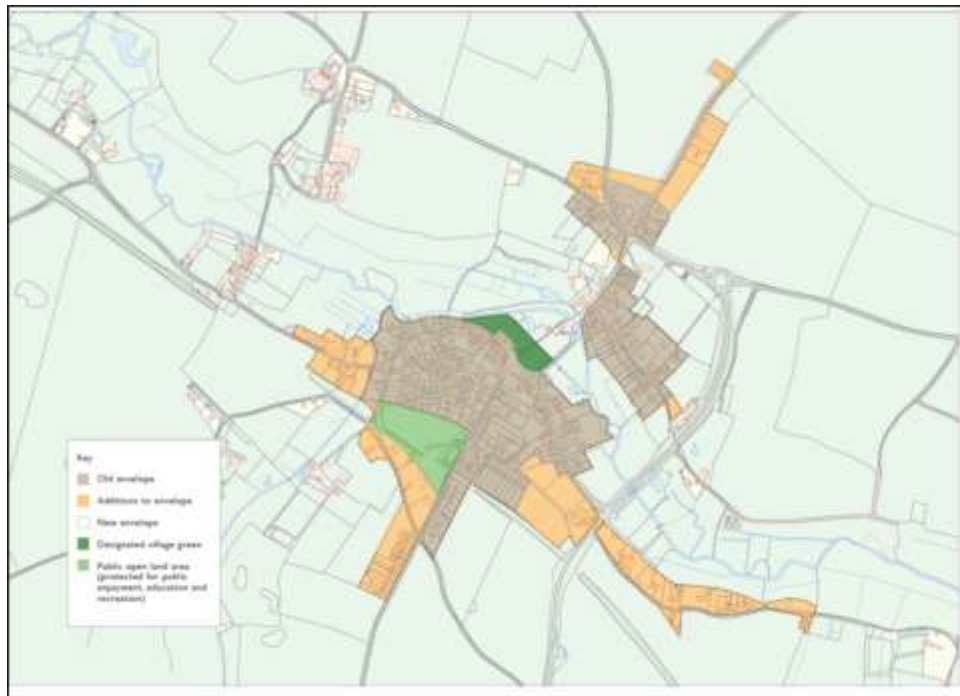 Key
Old envelope
Additions to envelope
New envelope
Designated village green
Public open land area
(protected for public
enjoyment, education and
recreation)